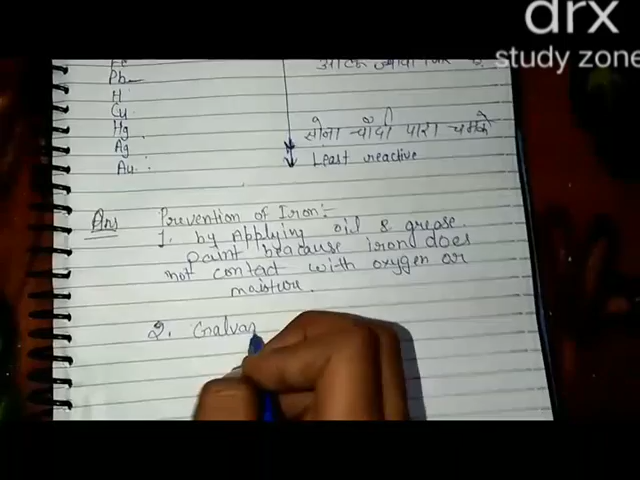 drx
study zone
Pb
H
Cu
Hg
Ag
Au
सोना चाँदी पारा चमके
Least reactive
Ans Prevention of Iron:-
1. by Applying oil & grease.
paint beacause iron does
not contact with oxygen or
moisture.
2. Galvan